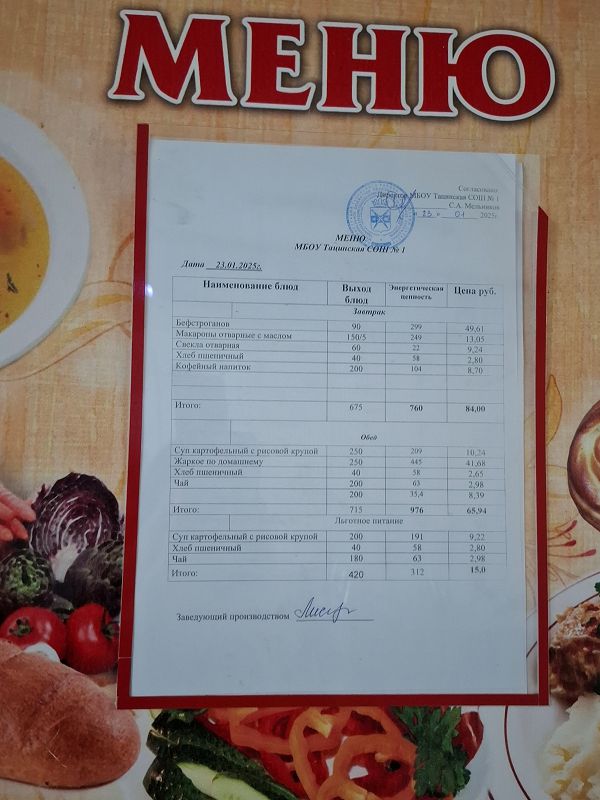 МЕНЮ
Согласовано
Директор МБОУ Тацинская СОШ № 1
С.А. Мельников
« 23 » 01 2025г
МЕНЮ
МБОУ Тацинская СОШ № 1
Дата 23.01.2025г.
Наименование блюд Выход блюд Энергетическая ценность Цена руб.
Завтрак
Бефстроганов 90 299 49,61
Макароны отварные с маслом 150/5 249 13,05
Свекла отварная 60 22 9,24
Хлеб пшеничный 40 58 2,80
Кофейный напиток 200 104 8,70
Итого: 675 760 84,00
Обед
Суп картофельный с рисовой крупой 250 209 10,24
Жаркое по домашнему 250 445 41,68
Хлеб пшеничный 40 58 2,65
Чай 200 63 2,98
200 35,4 8,39
Итого: 715 976 65,94
Льготное питание
Суп картофельный с рисовой крупой 200 191 9,22
Хлеб пшеничный 40 58 2,80
Чай 180 63 2,98
Итого: 420 312 15,0
Заведующий производством